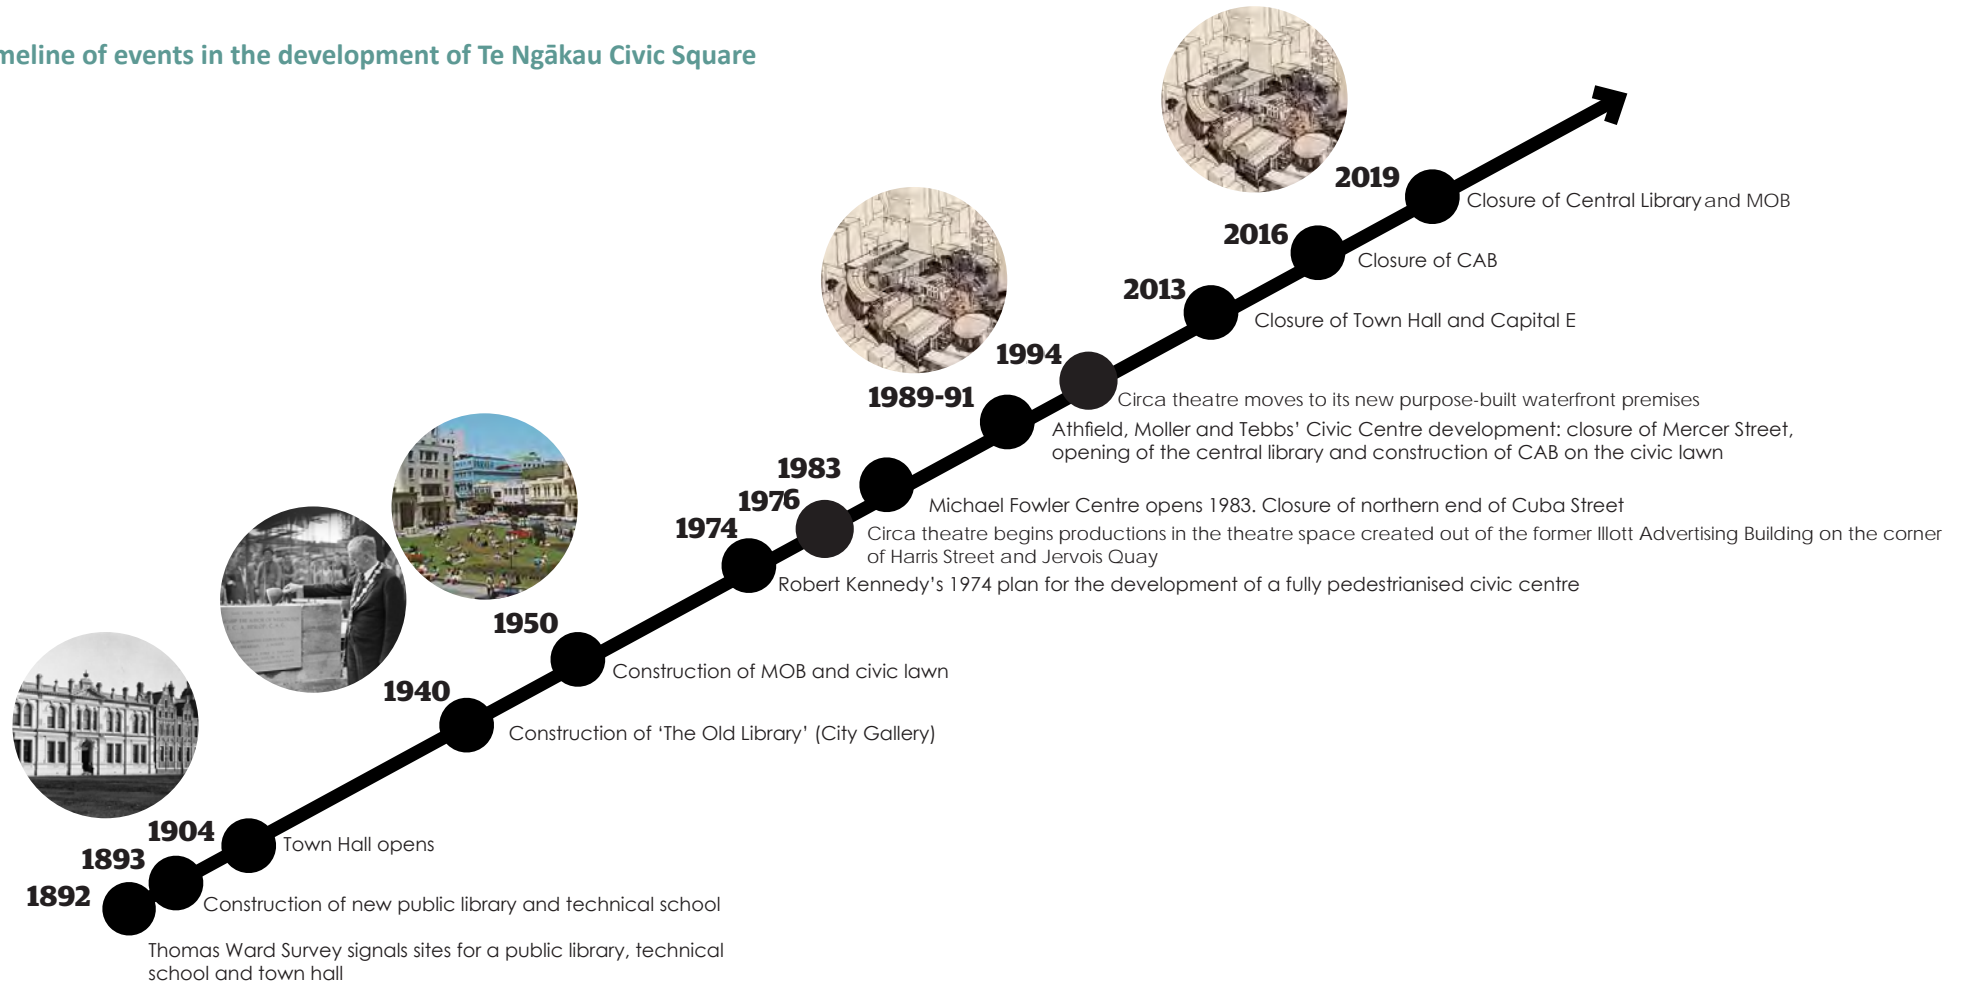 meline of events in the development of Te Ngākau Civic Square
2019
Closure of Central Library and MOB
2016
Closure of CAB
2013
Closure of Town Hall and Capital E
1994
Circa theatre moves to its new purpose-built waterfront premises
1989-91
Athfield, Moller and Tebbs' Civic Centre development: closure of Mercer Street,
opening of the central library and construction of CAB on the civic lawn
1983
Michael Fowler Centre opens 1983. Closure of northern end of Cuba Street
1976
Circa theatre begins productions in the theatre space created out of the former Illott Advertising Building on the corner
of Harris Street and Jervois Quay
1974
Robert Kennedy's 1974 plan for the development of a fully pedestrianised civic centre
1950
Construction of MOB and civic lawn
1940
Construction of 'The Old Library' (City Gallery)
1904
Town Hall opens
1893
Construction of new public library and technical school
1892
Thomas Ward Survey signals sites for a public library, technical
school and town hall